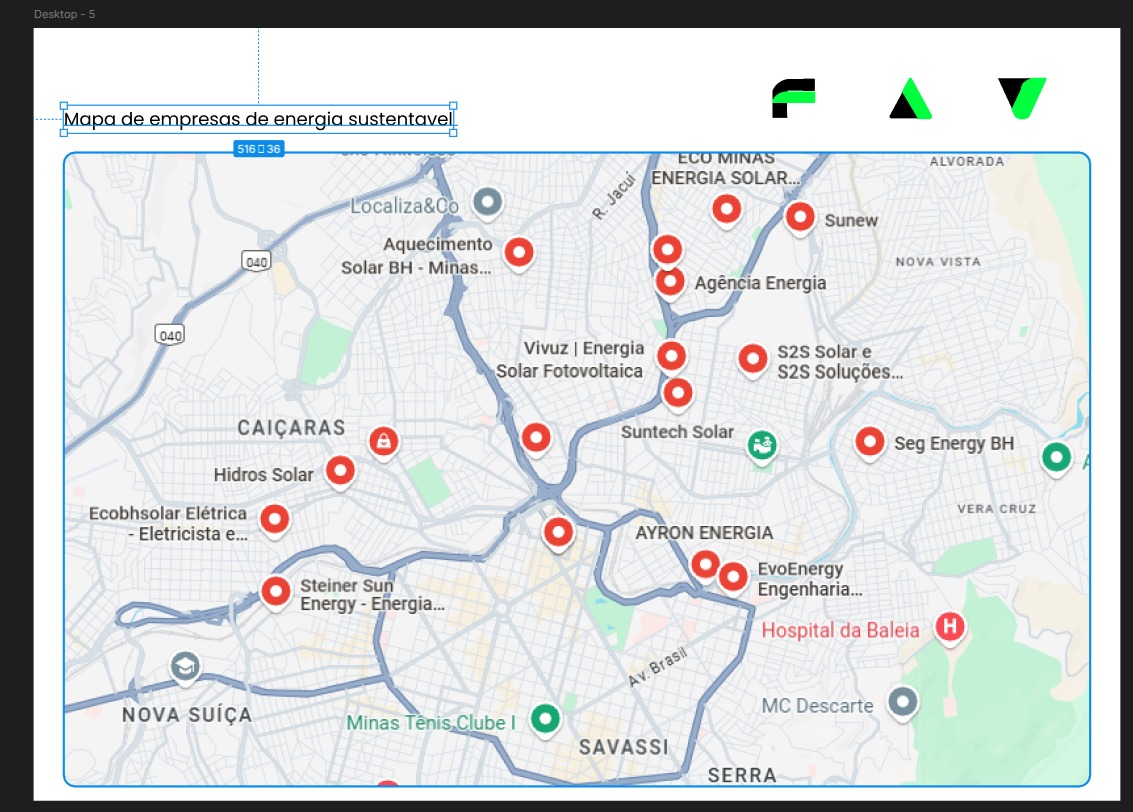 Desktop - 5
Mapa de empresas de energia sustentavel
516 36
F A V
ECO MINAS
ENERGIA SOLAR...
ALVORADA
Localiza&Co
R. Jacuí
Sunew
Aquecimento
Solar BH - Minas...
040
NOVA VISTA
Agência Energia
040
Vivuz | Energia
Solar Fotovoltaica
S2S Solar e
S2S Soluções...
CAIÇARAS
Suntech Solar
Seg Energy BH
Hidros Solar
Ecobhsolar Elétrica
- Eletricista e...
VERA CRUZ
AYRON ENERGIA
EvoEnergy
Engenharia...
Steiner Sun
Energy - Energia...
Hospital da Baleia
H
Av. Brasil
MC Descarte
NOVA SUÍÇA
Minas Tênis Clube I
SAVASSI
SERRA